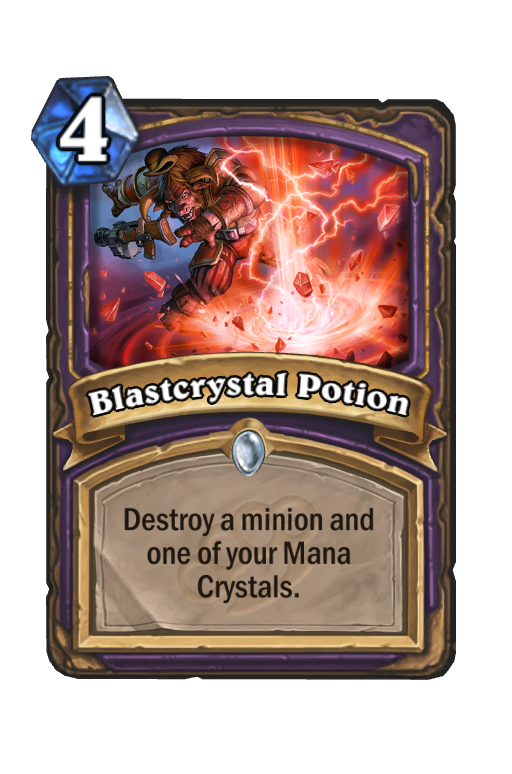 4
Blastcrystal Potion
Destroy a minion and
one of your Mana
Crystals.